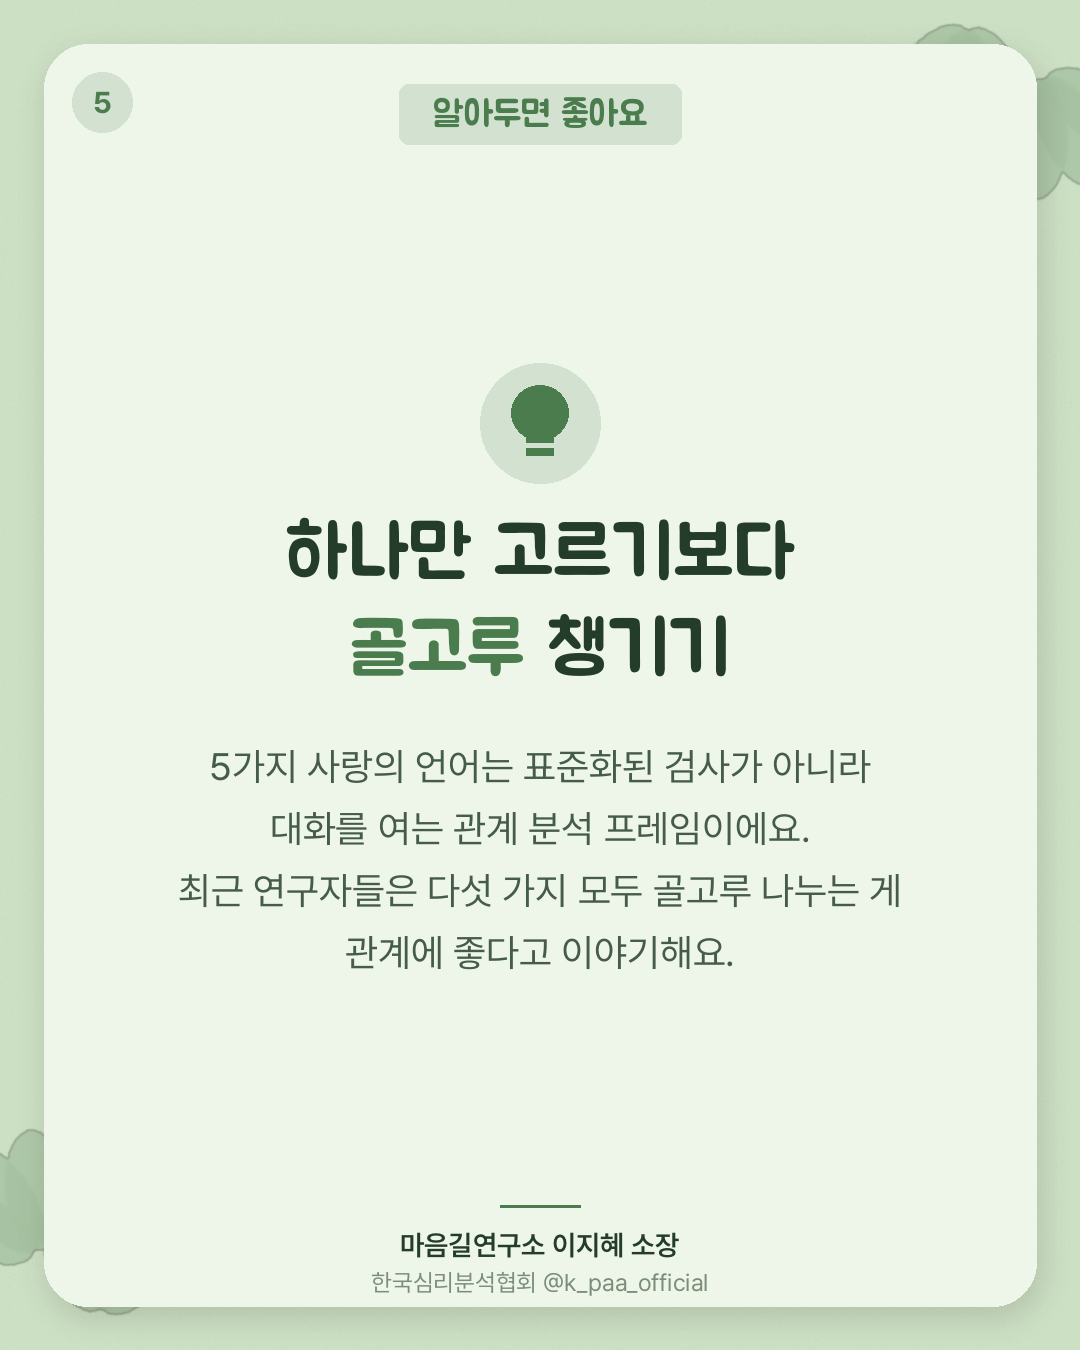 5
알아두면 좋아요
하나만 고르기보다
골고루 챙기기
5가지 사랑의 언어는 표준화된 검사가 아니라
대화를 여는 관계 분석 프레임이에요.
최근 연구자들은 다섯 가지 모두 골고루 나누는 게
관계에 좋다고 이야기해요.
마음길연구소 이지혜 소장
한국심리분석협회 @k_paa_official